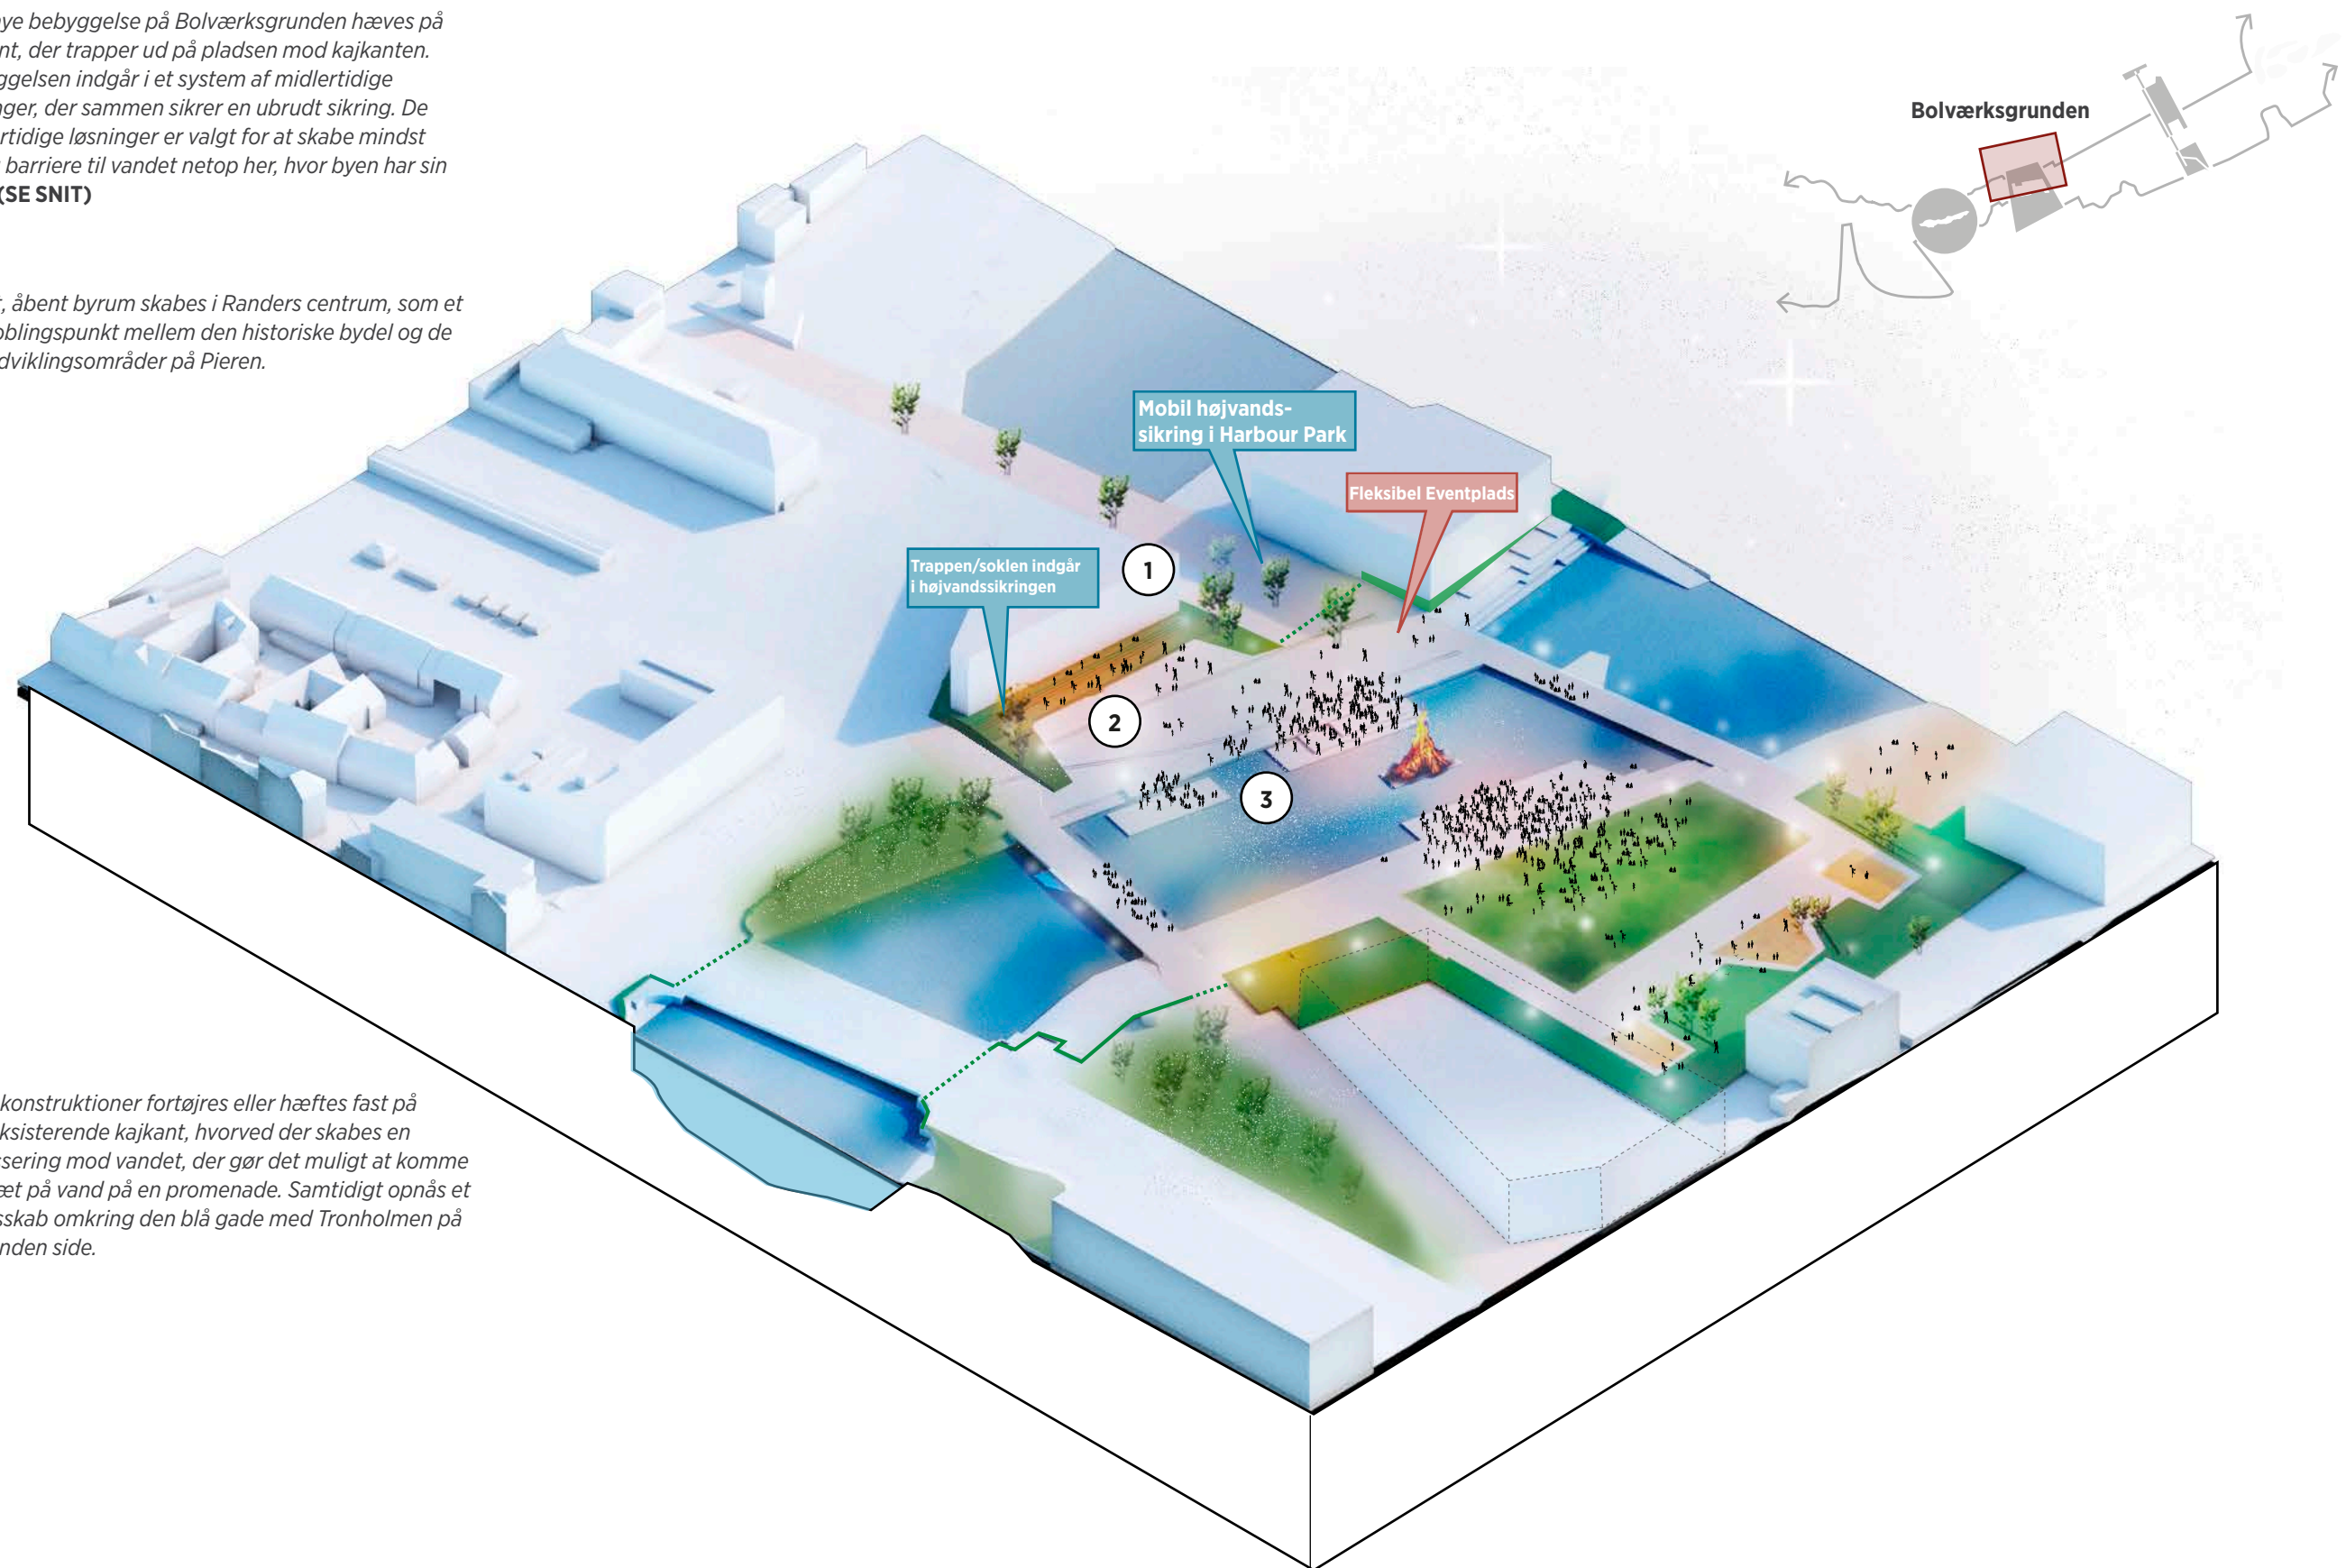 ye bebyggelse på Bolværksgrunden hæves på
nt, der trapper ud på pladsen mod kajkanten.
ggelsen indgår i et system af midlertidige
nger, der sammen sikrer en ubrudt sikring. De
ertidige løsninger er valgt for at skabe mindst
barriere til vandet netop her, hvor byen har sin
(SE SNIT)
, åbent byrum skabes i Randers centrum, som et
oblingspunkt mellem den historiske bydel og de
dviklingsområder på Pieren.
konstruktioner fortøjres eller hæftes fast på
ksisterende kajkant, hvorved der skabes en
ssering mod vandet, der gør det muligt at komme
æt på vand på en promenade. Samtidigt opnås et
sskab omkring den blå gade med Tronholmen på
nden side.
Bolværksgrunden
Mobil højvands-
sikring i Harbour Park
Fleksibel Eventplads
Trappen/soklen indgår
i højvandssikringen
1
2
3